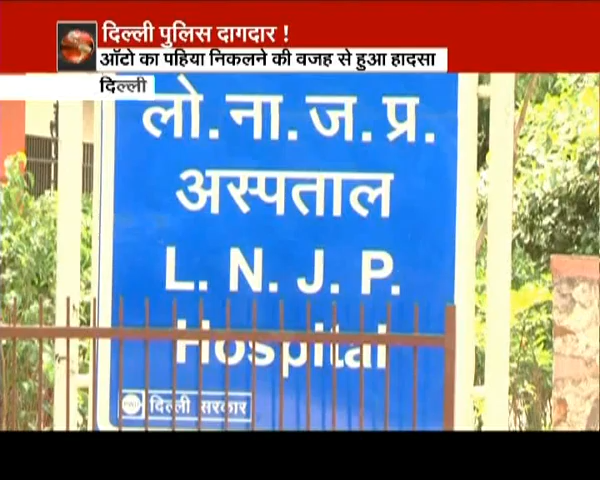 दिल्ली पुलिस दागदार !
ऑटो का पहिया निकलने की वजह से हुआ हादसा
दिल्ली
लो. ना. ज. प्र.
अस्पताल
L. N. J. P.
Hospital
दिल्ली सरकार